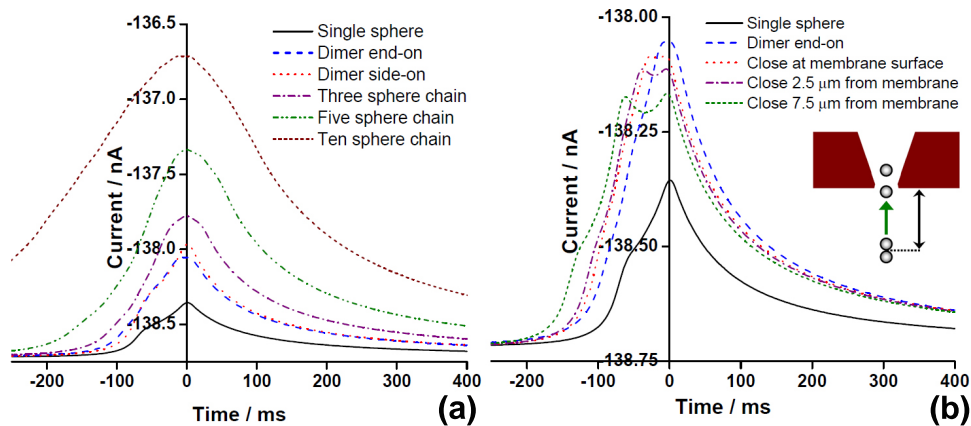 -136.5
-137.0
-137.5
-138.0
-138.5
Current / nA
-200
-100
0
100
200
300
400
Time / ms
Single sphere
Dimer end-on
Dimer side-on
Three sphere chain
Five sphere chain
Ten sphere chain
(a)
-138.00
-138.25
-138.50
-138.75
Current / nA
-200
-100
0
100
200
300
400
Time / ms
Single sphere
Dimer end-on
Close at membrane surface
Close 2.5 μm from membrane
Close 7.5 μm from membrane
(b)